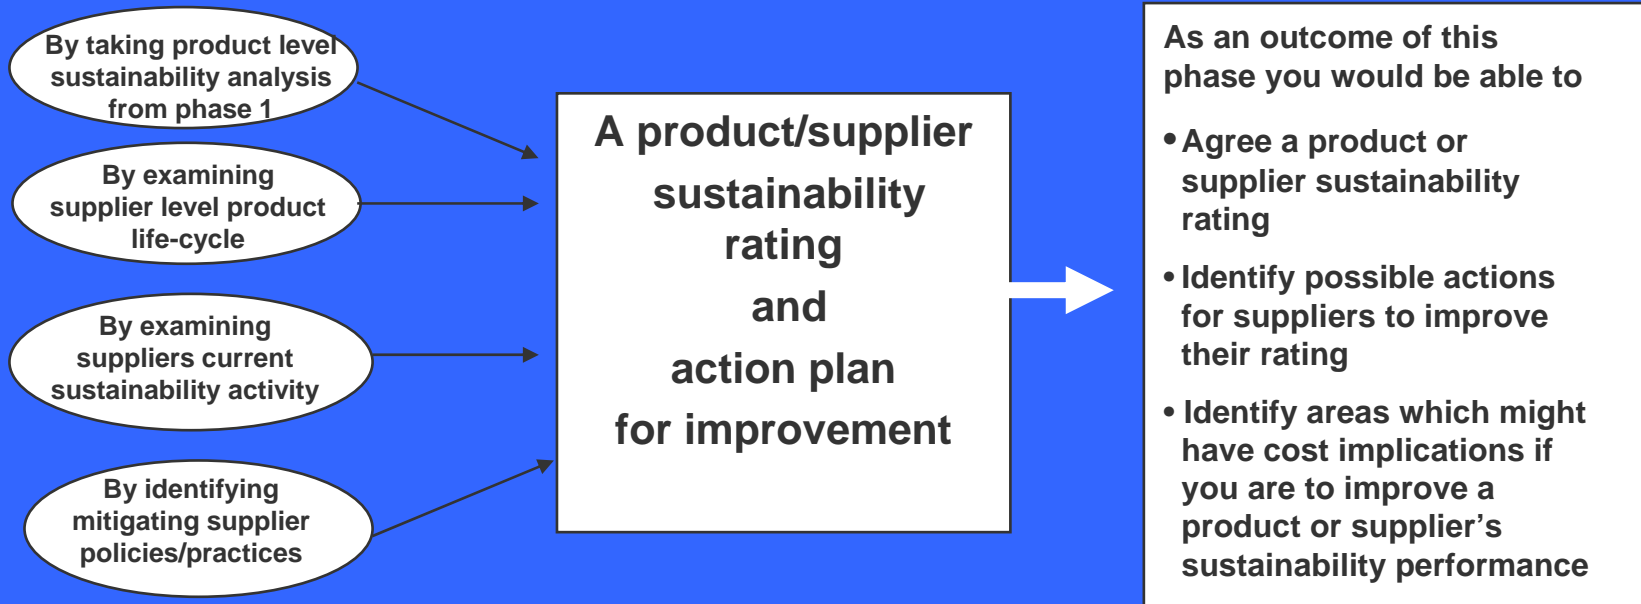 By taking product level
sustainability analysis
from phase 1
By examining
supplier level product
life-cycle
By examining
suppliers current
sustainability activity
By identifying
mitigating supplier
policies/practices
A product/supplier
sustainability
rating
and
action plan
for improvement
As an outcome of this
phase you would be able to
• Agree a product or
supplier sustainability
rating
• Identify possible actions
for suppliers to improve
their rating
• Identify areas which might
have cost implications if
you are to improve a
product or supplier’s
sustainability performance